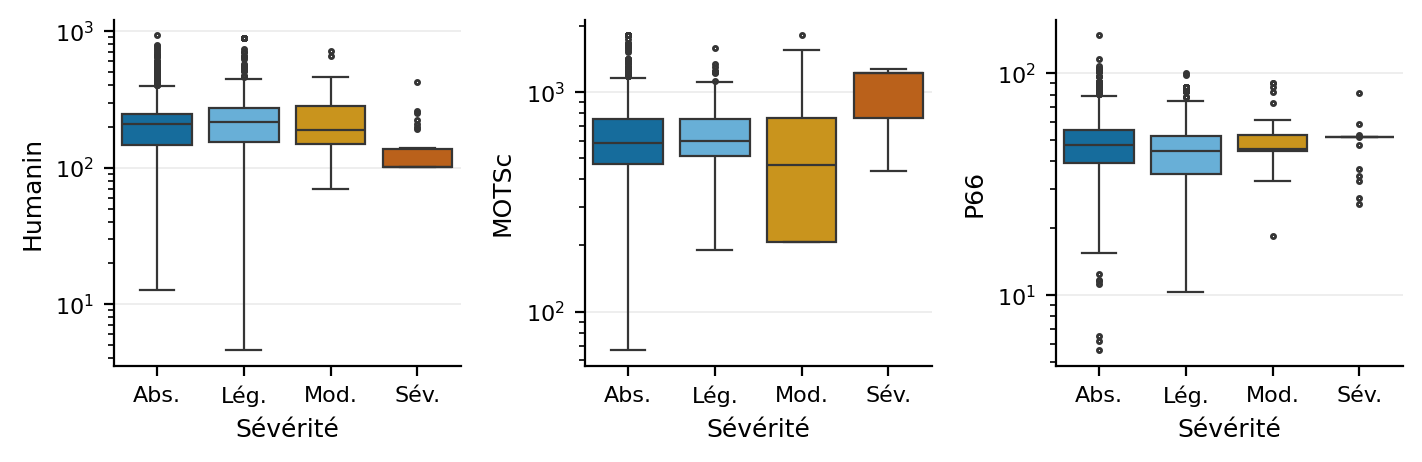 Humanin
10³
10²
10¹
Abs. Lég. Mod. Sév.
Sévérité
MOTSc
10³
10²
Abs. Lég. Mod. Sév.
Sévérité
P66
10²
10¹
Abs. Lég. Mod. Sév.
Sévérité